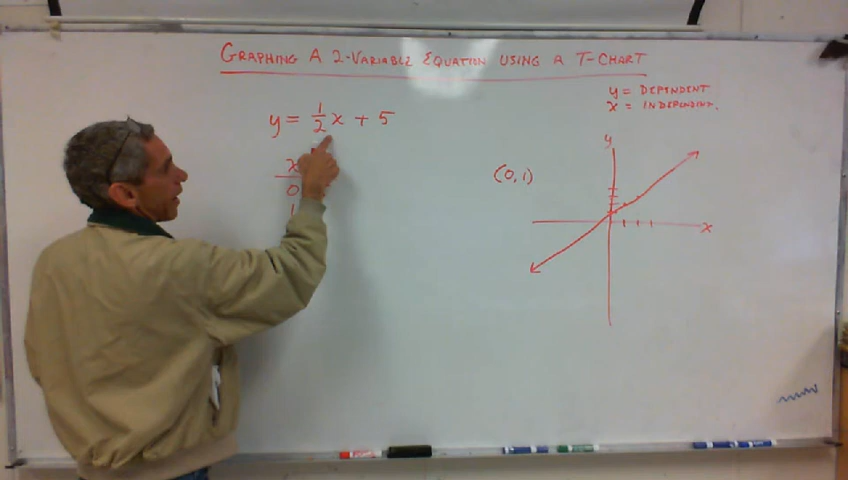 GRAPHING A 2-VARIABLE EQUATION USING A T-CHART
y = DEPENDENT
x = INDEPENDENT.
y = 1/2 x + 5
x
0
1
(0,1)
y
x